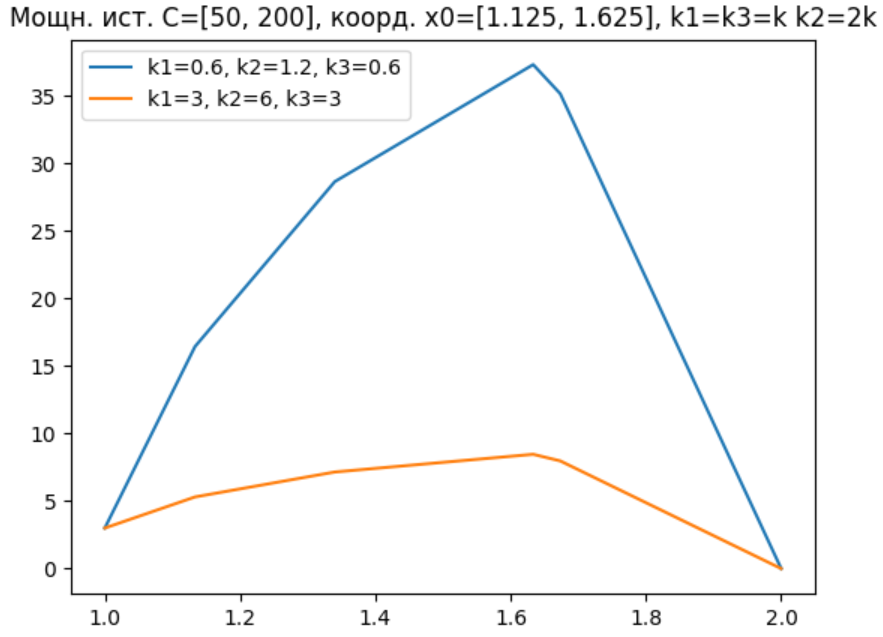 Мощн. ист. C=[50, 200], коорд. x0=[1.125, 1.625], k1=k3=k k2=2k
k1=0.6, k2=1.2, k3=0.6
k1=3, k2=6, k3=3
35
30
25
20
15
10
5
0
1.0 1.2 1.4 1.6 1.8 2.0